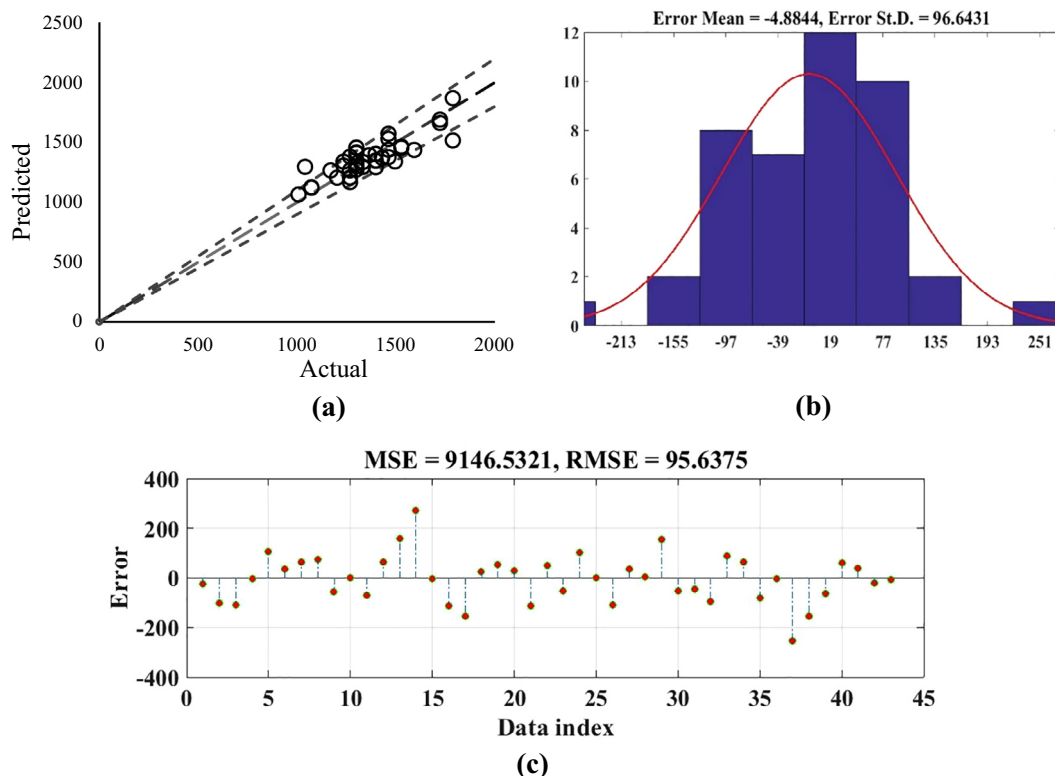 (a)
2500
2000
1500
1000
500
0
Predicted
0 500 1000 1500 2000
Actual
(a)
Error Mean = -4.8844, Error St.D. = 96.6431
12
10
8
6
4
2
0
-213 -155 -97 -39 19 77 135 193 251
(b)
MSE = 9146.5321, RMSE = 95.6375
400
200
0
-200
-400
Error
0 5 10 15 20 25 30 35 40 45
Data index
(c)